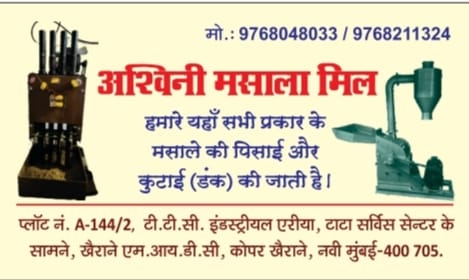 मो.: 9768048033 / 9768211324
अश्विनी मसाला मिल
हमारे यहाँ सभी प्रकार के
मसाले की पिसाई और
कुटाई (डंक) की जाती है।
प्लॉट नं. A-144/2, टी.टी.सी. इंडस्ट्रीयल एरीया, टाटा सर्विस सेन्टर के
सामने, खैराने एम.आय.डी.सी, कोपर खैराने, नवी मुंबई-400 705.